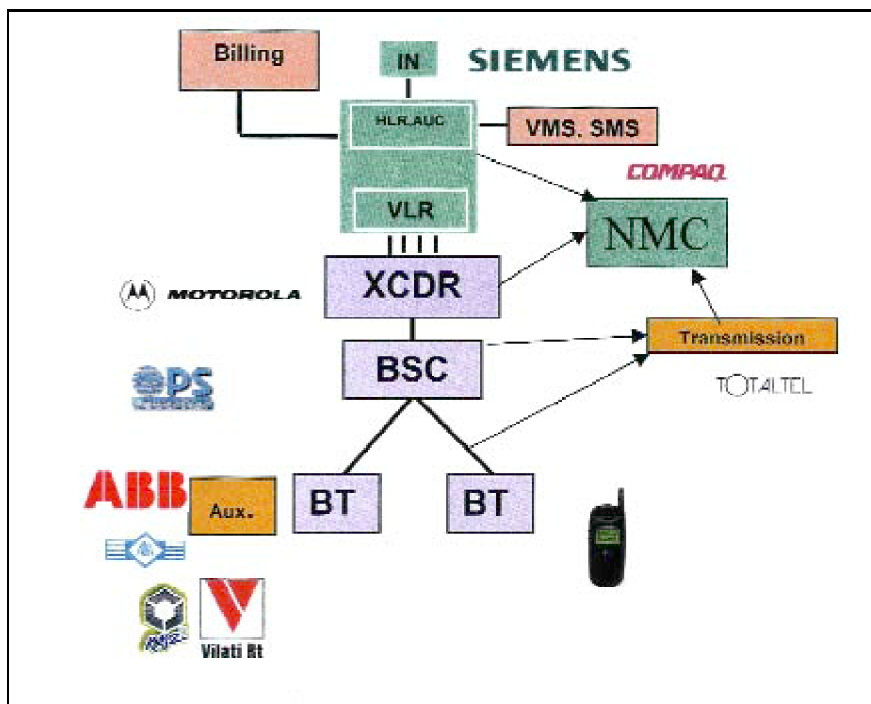 Billing
IN
SIEMENS
HLR.AUC
VMS. SMS
COMPAQ
VLR
NMC
XCDR
MOTOROLA
Transmission
BSC
TOTALTEL
PS
ABB
Aux.
BT
BT
Vilati Rt